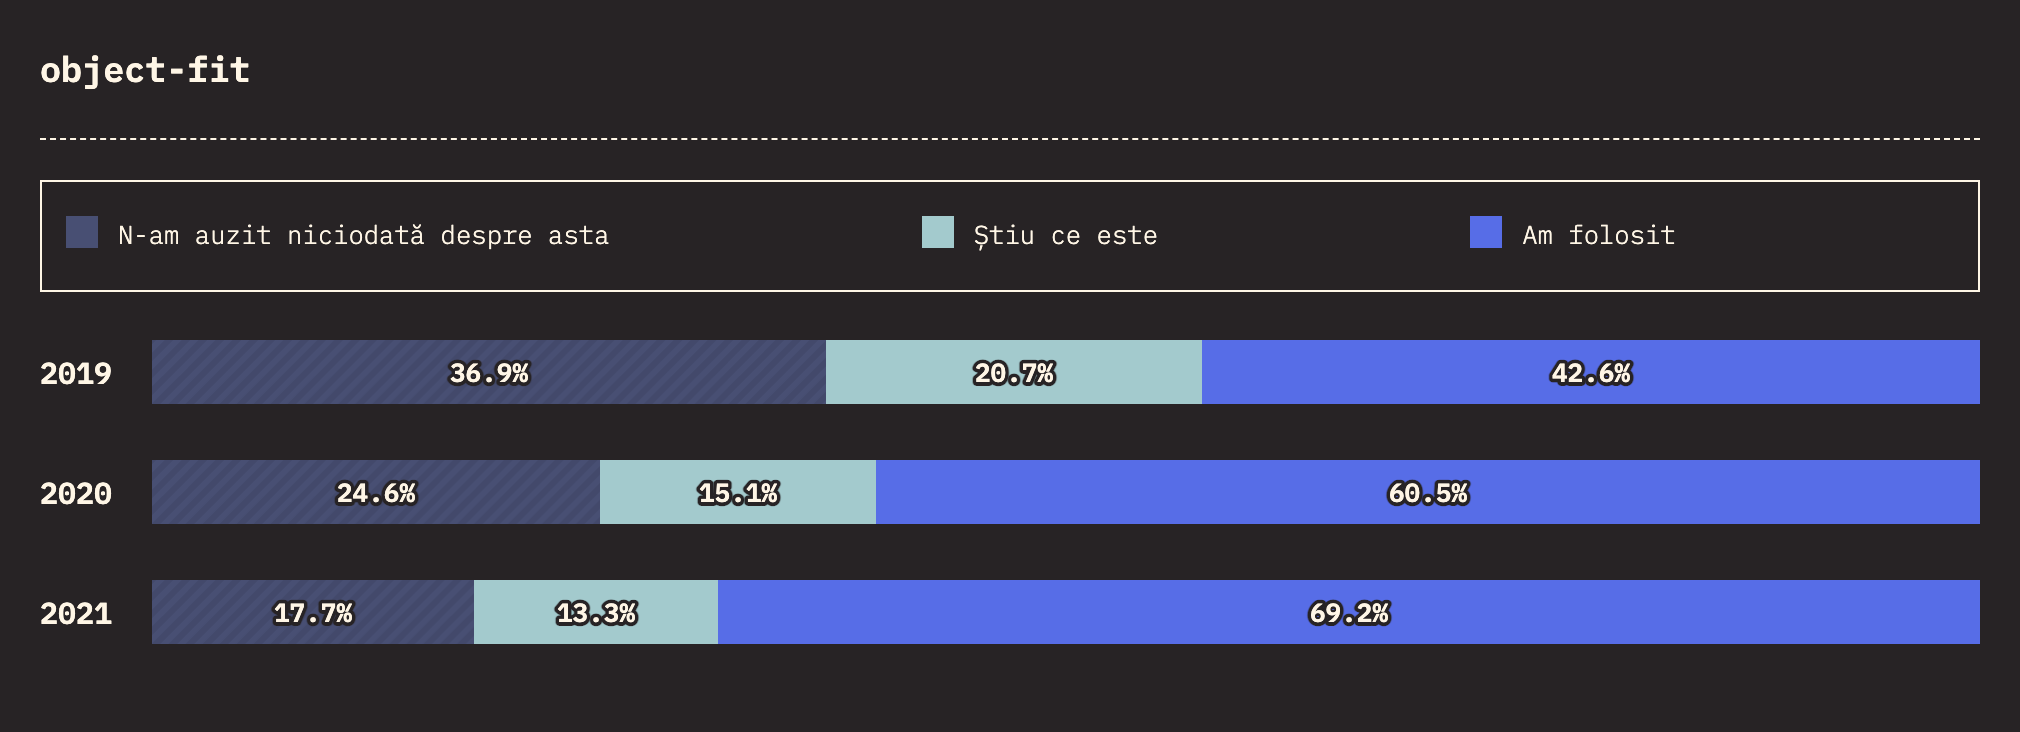 object-fit
N-am auzit niciodată despre asta Știu ce este Am folosit
2019 36.9% 20.7% 42.6%
2020 24.6% 15.1% 60.5%
2021 17.7% 13.3% 69.2%